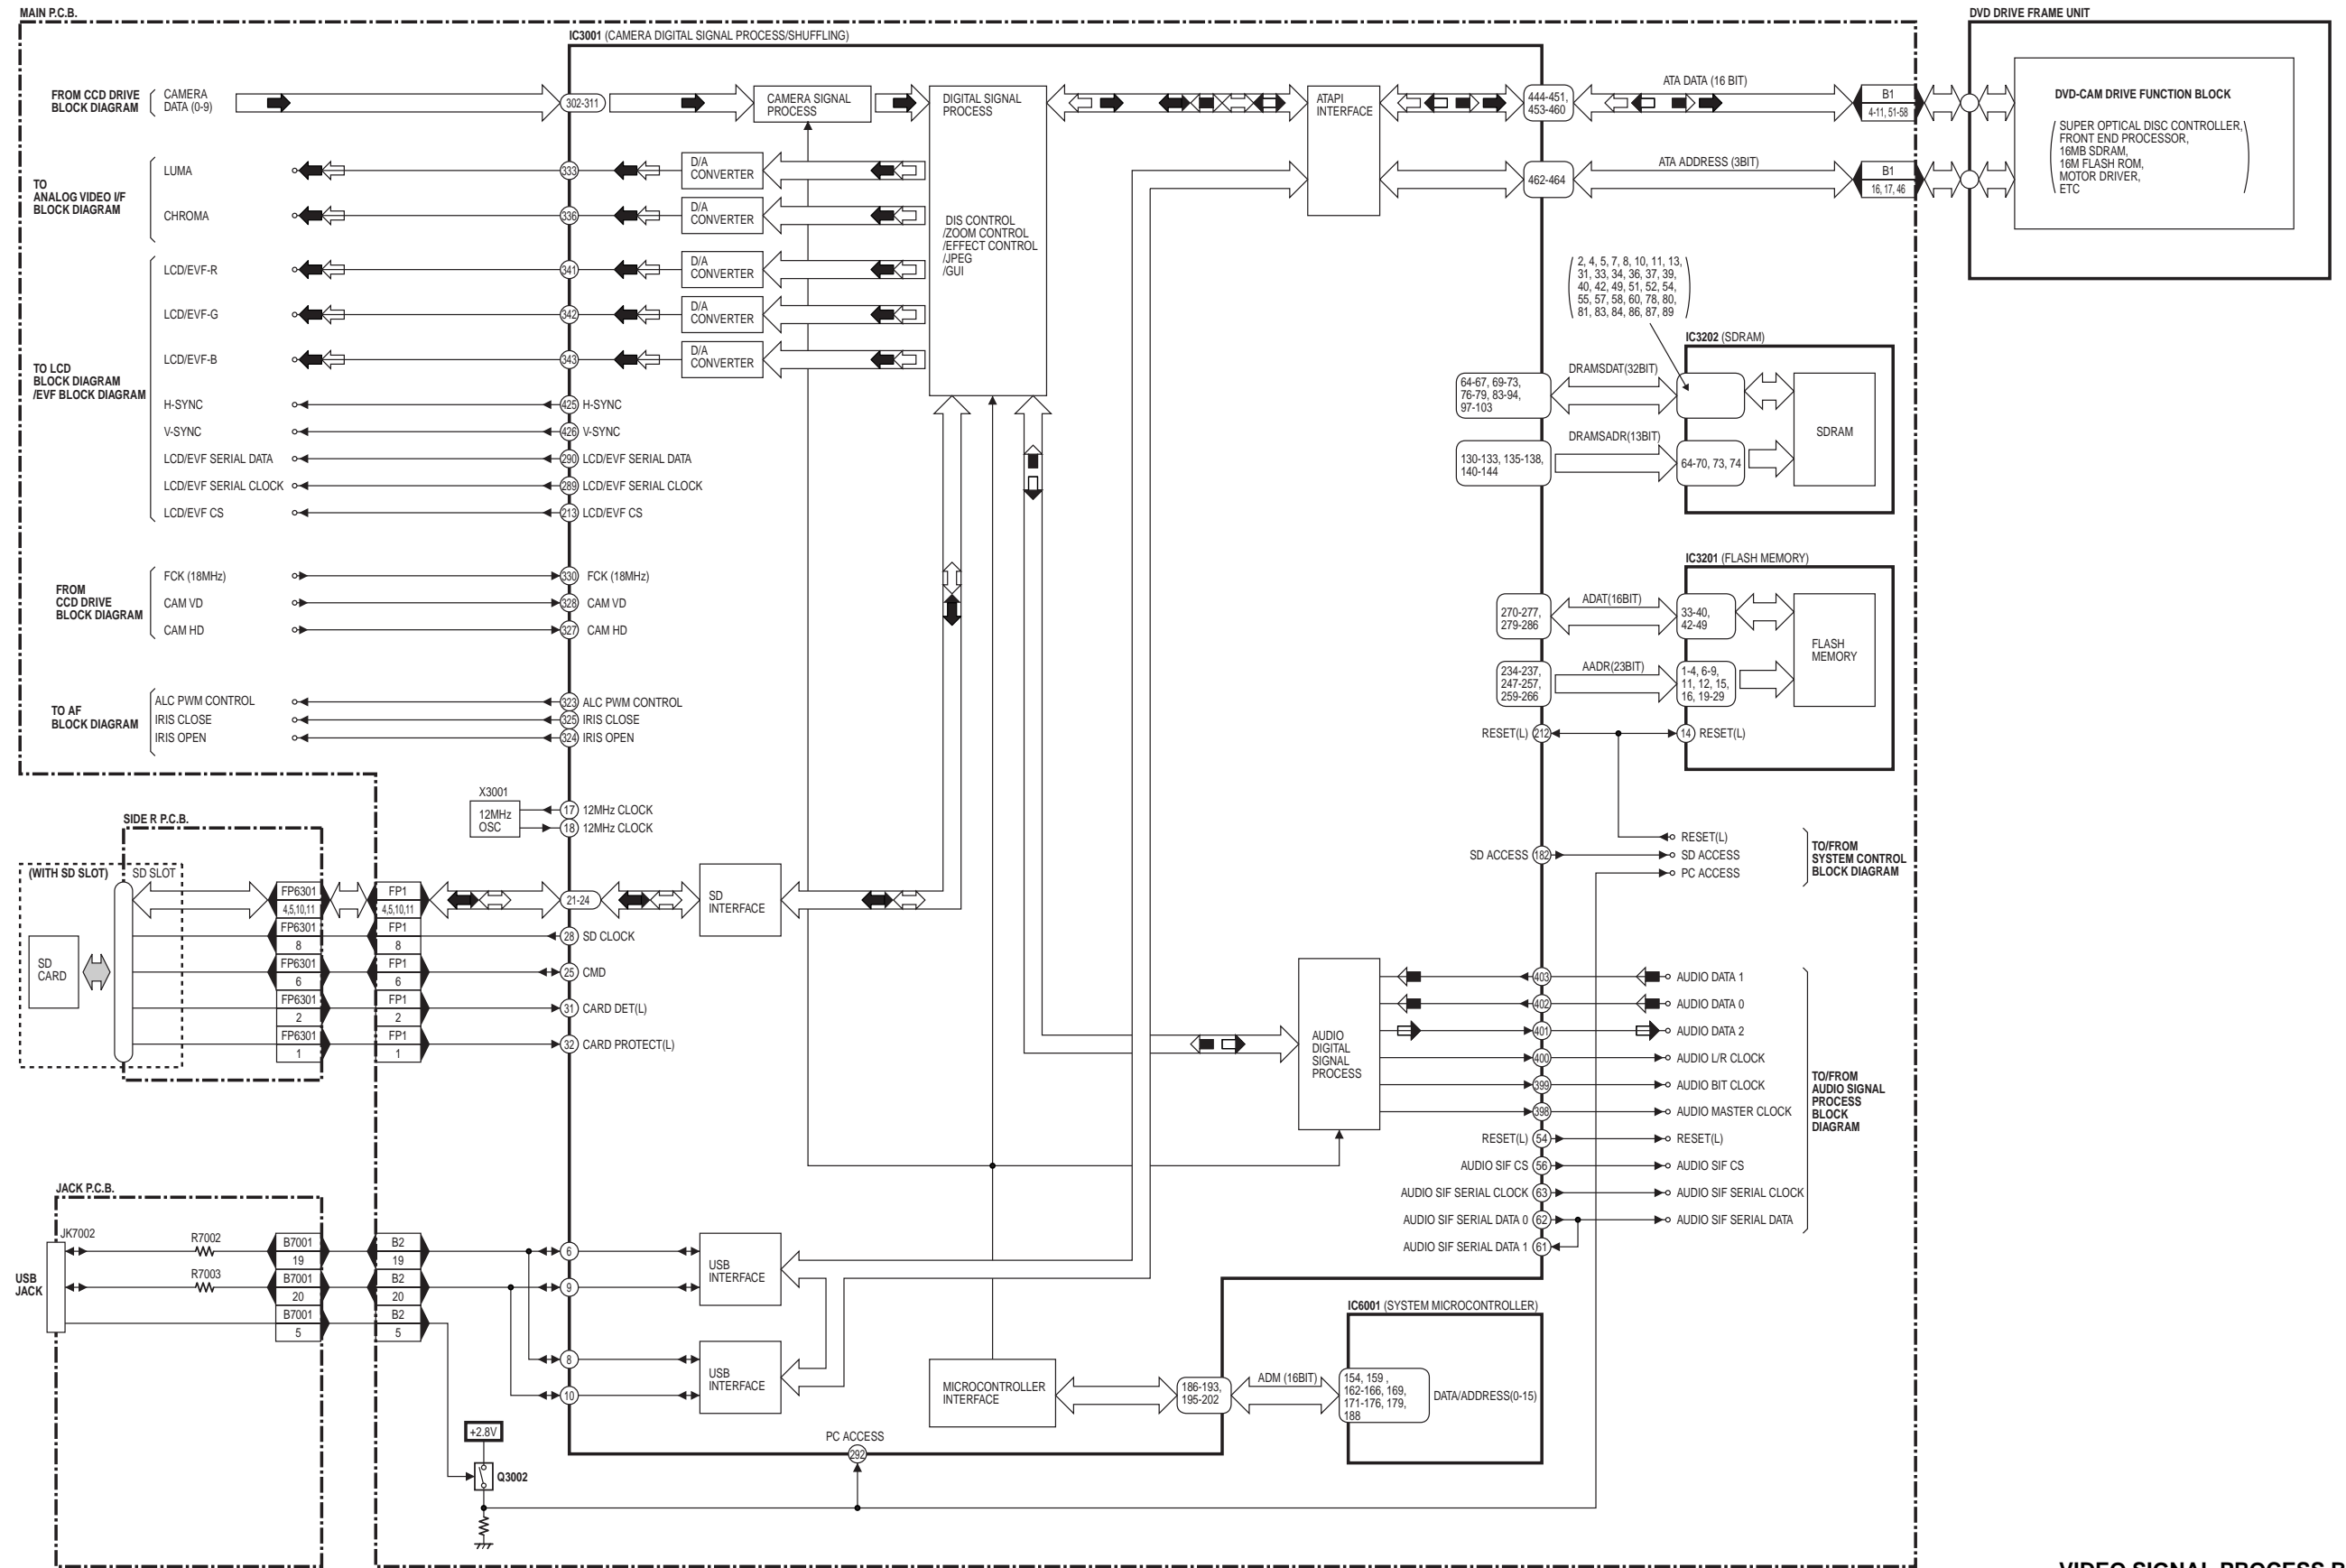 MAIN P.C.B.
DVD DRIVE FRAME UNIT
IC3001 (CAMERA DIGITAL SIGNAL PROCESS/SHUFFLING)
FROM CCD DRIVE
BLOCK DIAGRAM
CAMERA
DATA (0-9)
302-311
CAMERA SIGNAL
PROCESS
DIGITAL SIGNAL
PROCESS
DIS CONTROL
/ZOOM CONTROL
/EFFECT CONTROL
/JPEG
/GUI
ATAPI
INTERFACE
444-451,
453-460
ATA DATA (16 BIT)
B1
4-11, 51-58
462-464
ATA ADDRESS (3BIT)
B1
16, 17, 46
DVD-CAM DRIVE FUNCTION BLOCK
SUPER OPTICAL DISC CONTROLLER,
FRONT END PROCESSOR,
16MB SDRAM,
16M FLASH ROM,
MOTOR DRIVER,
ETC
TO
ANALOG VIDEO I/F
BLOCK DIAGRAM
LUMA
333
D/A
CONVERTER
CHROMA
336
D/A
CONVERTER
TO LCD
BLOCK DIAGRAM
/EVF BLOCK DIAGRAM
LCD/EVF-R
341
D/A
CONVERTER
LCD/EVF-G
342
D/A
CONVERTER
LCD/EVF-B
343
D/A
CONVERTER
H-SYNC
425 H-SYNC
V-SYNC
426 V-SYNC
LCD/EVF SERIAL DATA
290 LCD/EVF SERIAL DATA
LCD/EVF SERIAL CLOCK
289 LCD/EVF SERIAL CLOCK
LCD/EVF CS
213 LCD/EVF CS
2, 4, 5, 7, 8, 10, 11, 13,
31, 33, 34, 36, 37, 39,
40, 42, 49, 51, 52, 54,
55, 57, 58, 60, 78, 80,
81, 83, 84, 86, 87, 89
IC3202 (SDRAM)
64-67, 69-73,
76-79, 83-94,
97-103
DRAMSDAT(32BIT)
130-133, 135-138,
140-144
DRAMSADR(13BIT)
64-70, 73, 74
SDRAM
FROM
CCD DRIVE
BLOCK DIAGRAM
FCK (18MHz)
330 FCK (18MHz)
CAM VD
328 CAM VD
CAM HD
327 CAM HD
IC3201 (FLASH MEMORY)
270-277,
279-286
ADAT(16BIT)
33-40,
42-49
234-237,
247-257,
259-266
AADR(23BIT)
1-4, 6-9,
11, 12, 15,
16, 19-29
FLASH
MEMORY
RESET(L) 212
14 RESET(L)
TO AF
BLOCK DIAGRAM
ALC PWM CONTROL
323 ALC PWM CONTROL
IRIS CLOSE
325 IRIS CLOSE
IRIS OPEN
324 IRIS OPEN
X3001
12MHz
OSC
17 12MHz CLOCK
18 12MHz CLOCK
RESET(L)
SD ACCESS 182
SD ACCESS
PC ACCESS
TO/FROM
SYSTEM CONTROL
BLOCK DIAGRAM
SIDE R P.C.B.
(WITH SD SLOT)
SD SLOT
SD
CARD
FP6301
4,5,10,11
FP1
4,5,10,11
21-24
SD
INTERFACE
FP6301
8
FP1
8
28 SD CLOCK
FP6301
6
FP1
6
25 CMD
FP6301
2
FP1
2
31 CARD DET(L)
FP6301
1
FP1
1
32 CARD PROTECT(L)
AUDIO
DIGITAL
SIGNAL
PROCESS
403 AUDIO DATA 1
402 AUDIO DATA 0
401 AUDIO DATA 2
400 AUDIO L/R CLOCK
399 AUDIO BIT CLOCK
398 AUDIO MASTER CLOCK
RESET(L) 54 RESET(L)
AUDIO SIF CS 56 AUDIO SIF CS
AUDIO SIF SERIAL CLOCK 63 AUDIO SIF SERIAL CLOCK
AUDIO SIF SERIAL DATA 0 62 AUDIO SIF SERIAL DATA
AUDIO SIF SERIAL DATA 1 61
TO/FROM
AUDIO SIGNAL
PROCESS
BLOCK
DIAGRAM
JACK P.C.B.
JK7002
USB
JACK
R7002
B7001
19
B2
19
6
R7003
B7001
20
B2
20
9
USB
INTERFACE
B7001
5
B2
5
8
10
USB
INTERFACE
+2.8V
Q3002
PC ACCESS
292
MICROCONTROLLER
INTERFACE
186-193,
195-202
ADM (16BIT)
IC6001 (SYSTEM MICROCONTROLLER)
154, 159 ,
162-166, 169,
171-176, 179,
188
DATA/ADDRESS(0-15)